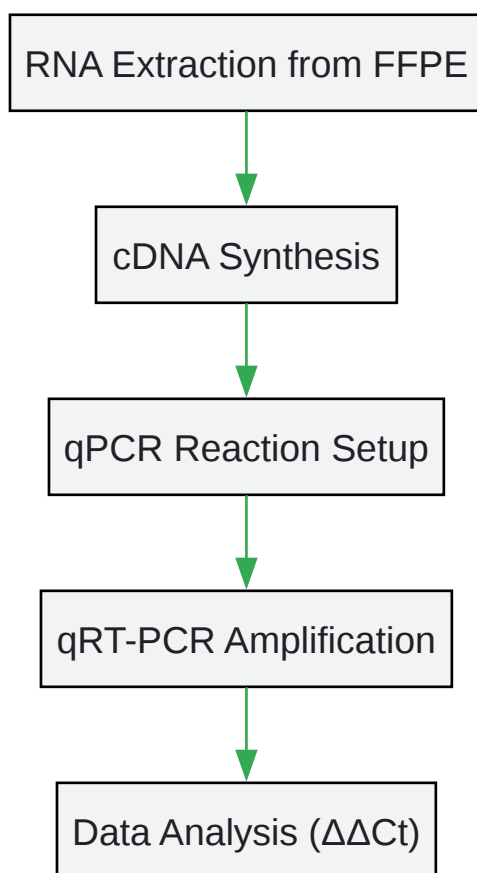 RNA Extraction from FFPE
cDNA Synthesis
qPCR Reaction Setup
qRT-PCR Amplification
Data Analysis (ΔΔCt)